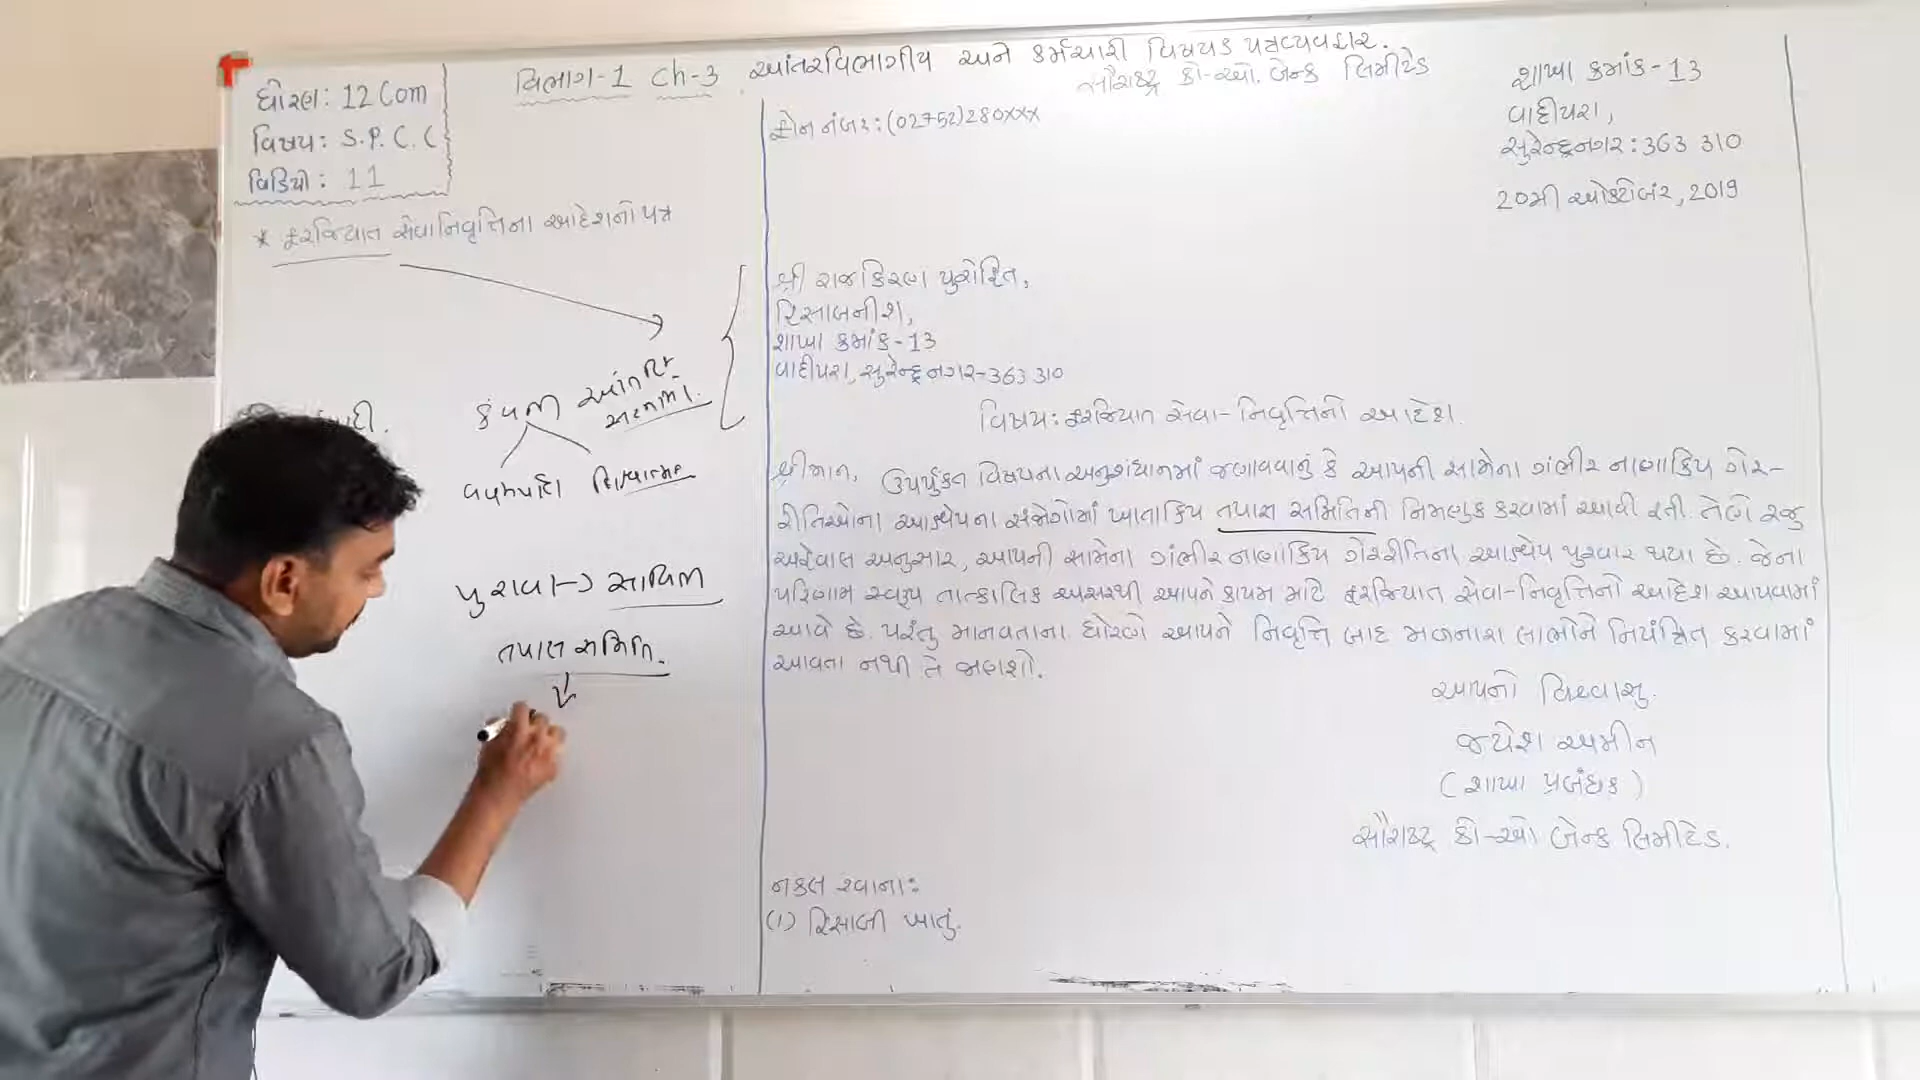 વિભાગ-1 Ch-3 આંતરવિભાગીય અને કર્મચારી વિષયક પત્રવ્યવહાર.
ધોરણ: 12 Com
વિષય: S.P.C.C
વિડિયો: 11
* ફરજિયાત સેવાનિવૃત્તિના આદેશનો પત્ર
કંપની આંતરિક
સરનામા.
પુરાવા → સાબિત
તપાસ સમિતિ.
સૌરાષ્ટ્ર કો-ઓ. બેન્ક લિમીટેડ
ફોન નંબર: (02752)280xxx
શાખા ક્રમાંક - 13
વાદીપરા,
સુરેન્દ્રનગર: 363 310
20મી ઓક્ટોબર, 2019
શ્રી રાજકિરણ પુરોહિત,
હિસાબનીશ,
શાખા ક્રમાંક - 13
વાદીપરા, સુરેન્દ્રનગર-363 310
વિષય: ફરજિયાત સેવા-નિવૃત્તિનો આદેશ.
શ્રીમાન, ઉપર્યુક્ત વિષયના અનુસંધાનમાં જણાવવાનું કે આપની સામેના ગંભીર નાણાકિય ગેર-
રીતિઓના આક્ષેપના સંજોગોમાં ખાતાકિય તપાસ સમિતિની નિમણુક કરવામાં આવી હતી. તેણે રજુ
અહેવાલ અનુસાર, આપની સામેના ગંભીર નાણાંકિય ગેરરીતિના આક્ષેપ પુરવાર થયા છે. જેના
પરિણામ સ્વરૂપ તાત્કાલિક અસરથી આપને કાયમ માટે ફરજિયાત સેવા-નિવૃત્તિનો આદેશ આપવામાં
આવે છે. પરંતુ માનવતાના ધોરણે આપને નિવૃત્તિ બાદ મળનારા લાભોને નિયંત્રિત કરવામાં
આવતા નથી તે જાણશો.
આપનો વિશ્વાસુ.
જયેશ અમીન
(શાખા પ્રબંધક)
સૌરાષ્ટ્ર કો-ઓ બેન્ક લિમીટેડ.
નકલ રવાના:
(1) હિસાબી ખાતું.